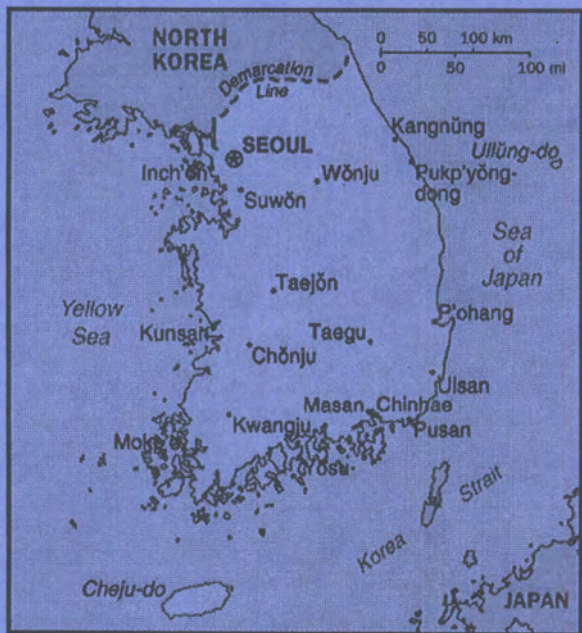 NORTH
KOREA
0 50 100 km
0 50 100 mi
Demarcation
Line
Kangnŭng
Ullŭng-do
SEOUL
Inch'ŏn
Wŏnju
Pukp'yŏng-
dong
Suwŏn
Sea
of
Japan
Taejŏn
Yellow
Sea
P'ohang
Kunsan
Taegu
Chŏnju
Ulsan
Masan
Chinhae
Kwangju
Pusan
Yŏsu
Strait
Korea
Cheju-do
JAPAN